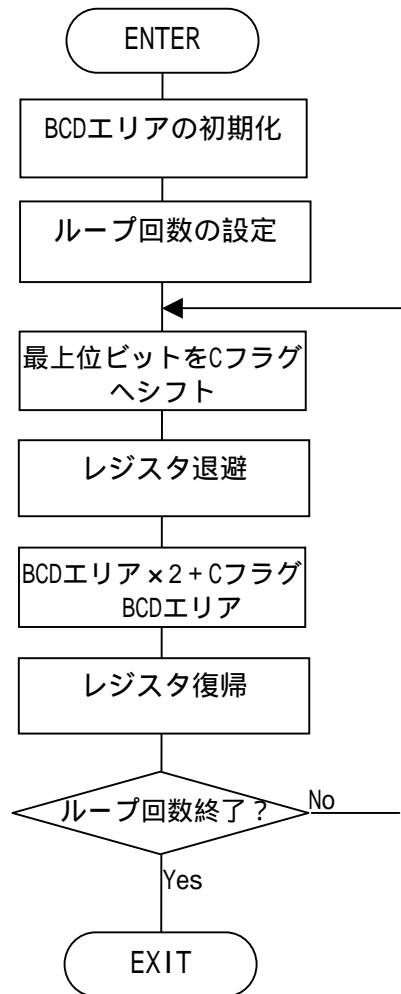 ENTER
BCDエリアの初期化
ループ回数の設定
最上位ビットをCフラグ
へシフト
レジスタ退避
BCDエリア×2+Cフラグ
BCDエリア
レジスタ復帰
ループ回数終了?
No
Yes
EXIT